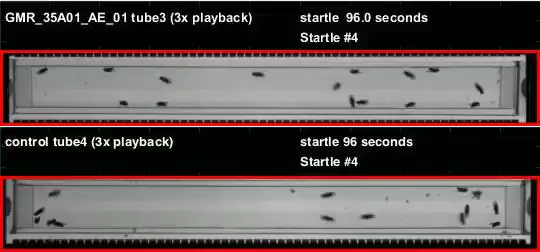 GMR_35A01_AE_01 tube3 (3x playback)
startle 96.0 seconds
Startle #4
control tube4 (3x playback)
startle 96 seconds
Startle #4